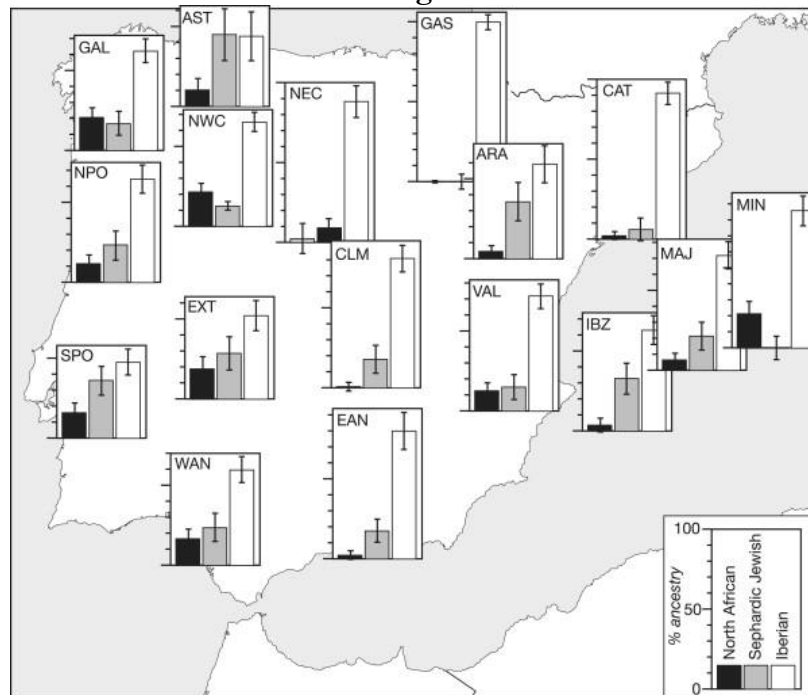 AST
GAS
GAL
NEC
CAT
NWC
ARA
NPO
MIN
CLM
MAJ
VAL
EXT
IBZ
SPO
EAN
WAN
100
50
0
% ancestry
North African
Sephardic Jewish
Iberian